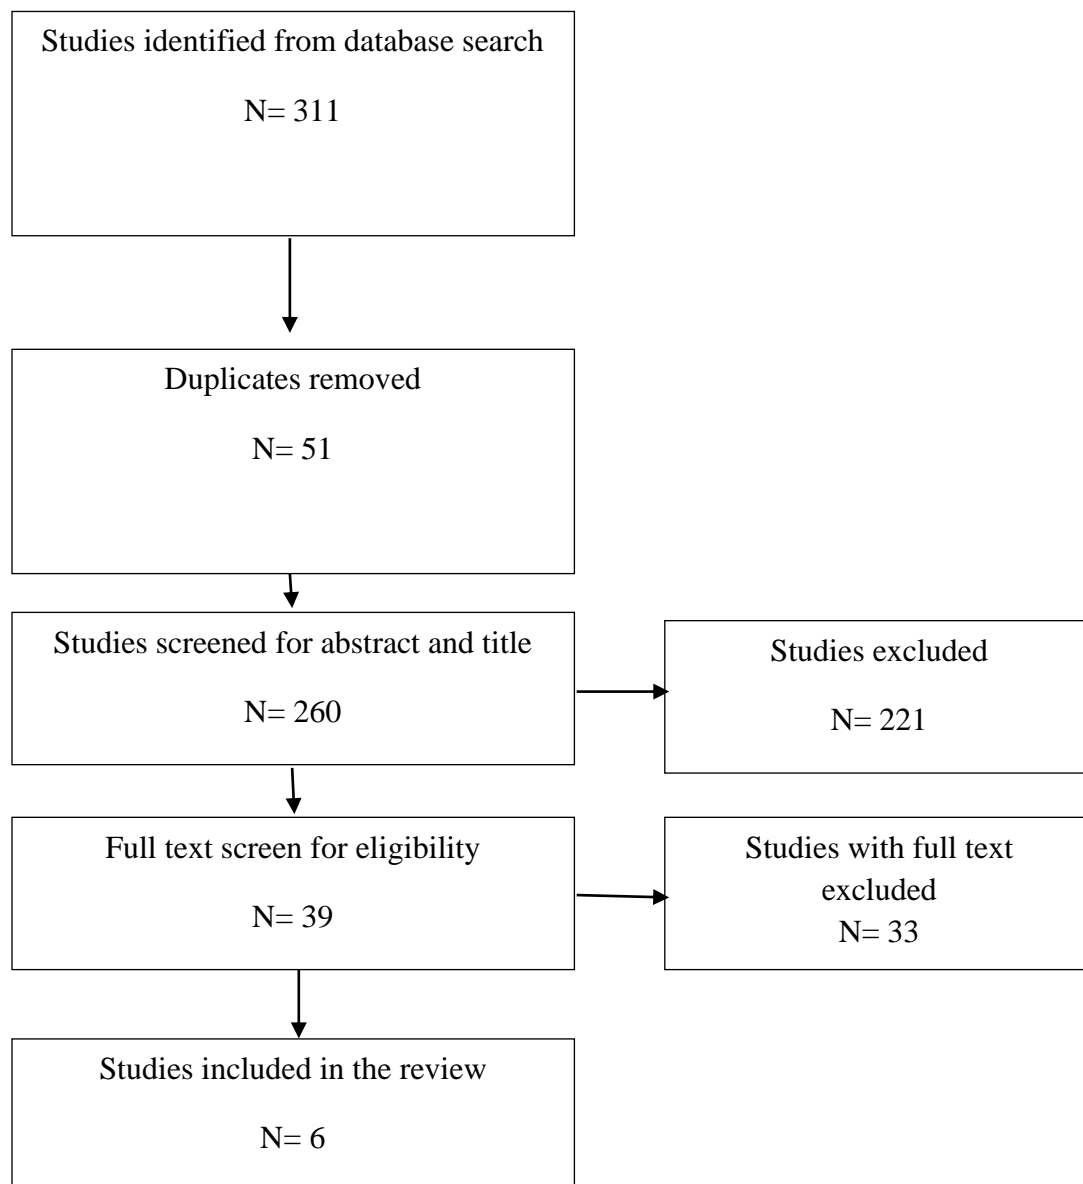 Studies identified from database search
N= 311
Duplicates removed
N= 51
Studies screened for abstract and title
N= 260
Studies excluded
N= 221
Full text screen for eligibility
N= 39
Studies with full text
excluded
N= 33
Studies included in the review
N= 6